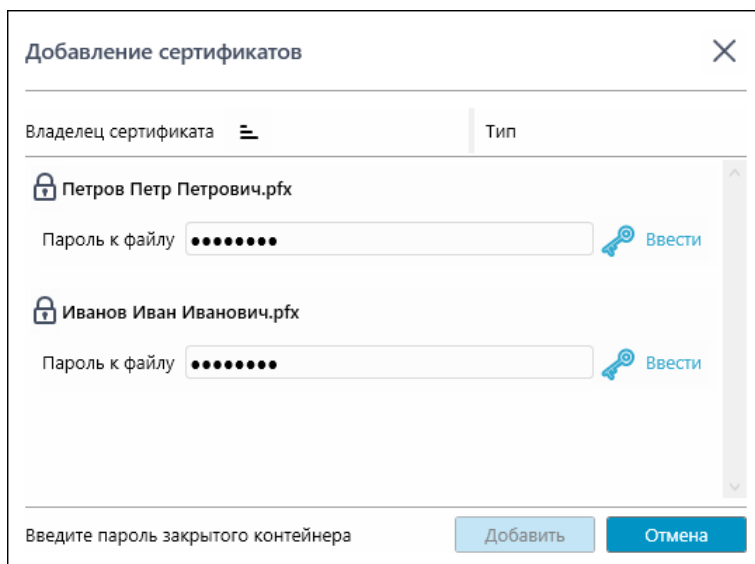 Добавление сертификатов
Владелец сертификата Тип
Петров Петр Петрович.pfx
Пароль к файлу ●●●●●●●● Ввести
Иванов Иван Иванович.pfx
Пароль к файлу ●●●●●●●● Ввести
Введите пароль закрытого контейнера Добавить Отмена